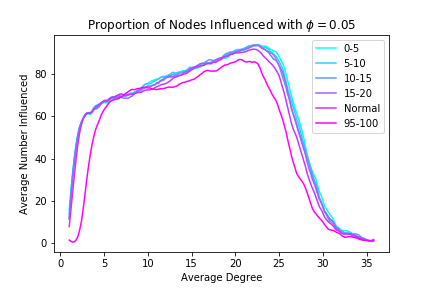 Proportion of Nodes Influenced with ϕ = 0.05
Average Number Influenced
80
60
40
20
0
0 5 10 15 20 25 30 35
Average Degree
0-5
5-10
10-15
15-20
Normal
95-100